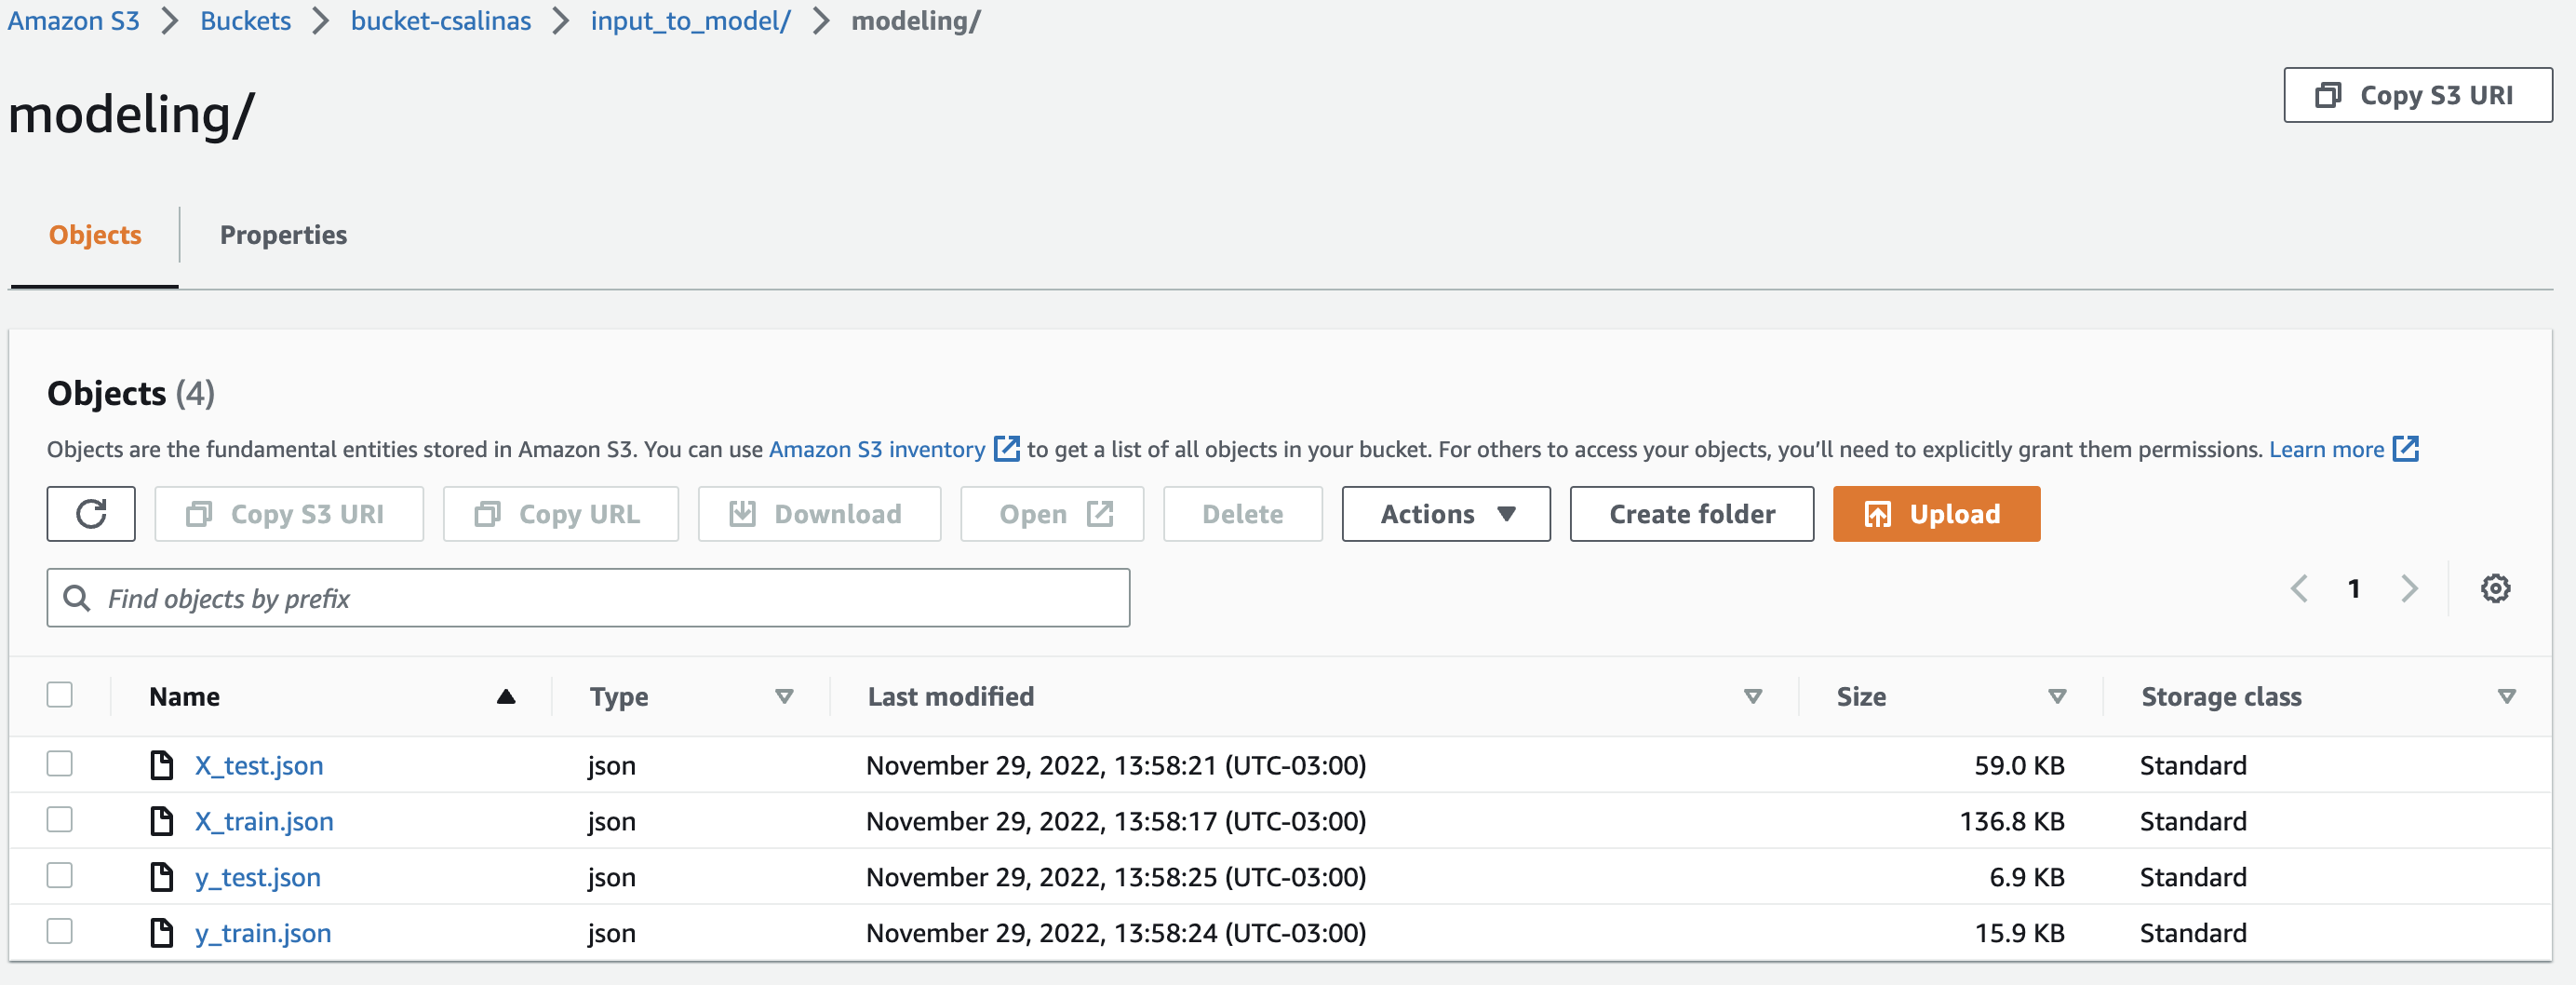 Amazon S3 > Buckets > bucket-csalinas > input_to_model/ > modeling/
modeling/
Copy S3 URI
Objects Properties
Objects (4)
Objects are the fundamental entities stored in Amazon S3. You can use Amazon S3 inventory to get a list of all objects in your bucket. For others to access your objects, you’ll need to explicitly grant them permissions. Learn more
Copy S3 URI Copy URL Download Open Delete Actions Create folder Upload
Find objects by prefix 1
Name Type Last modified Size Storage class
X_test.json json November 29, 2022, 13:58:21 (UTC-03:00) 59.0 KB Standard
X_train.json json November 29, 2022, 13:58:17 (UTC-03:00) 136.8 KB Standard
y_test.json json November 29, 2022, 13:58:25 (UTC-03:00) 6.9 KB Standard
y_train.json json November 29, 2022, 13:58:24 (UTC-03:00) 15.9 KB Standard